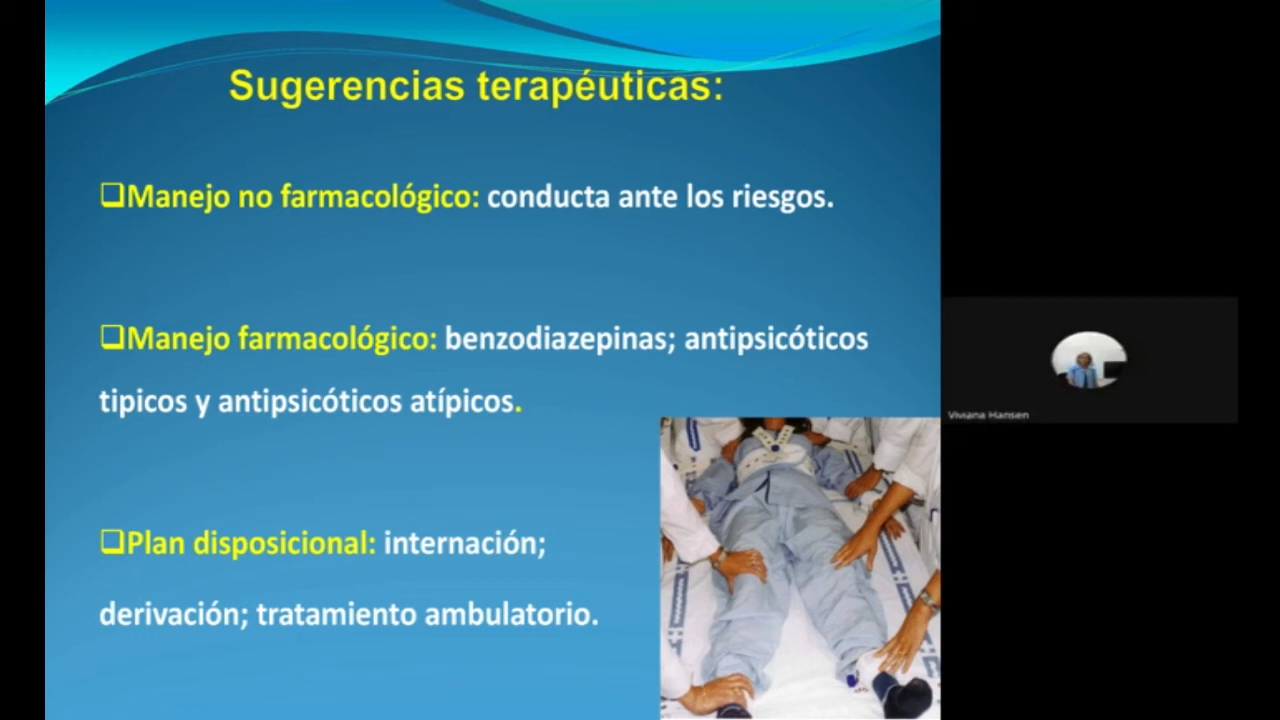 Sugerencias terapéuticas:
❑Manejo no farmacológico: conducta ante los riesgos.
❑Manejo farmacológico: benzodiazepinas; antipsicóticos
tipicos y antipsicóticos atípicos.
❑Plan disposicional: internación;
derivación; tratamiento ambulatorio.
Viviana Hansen